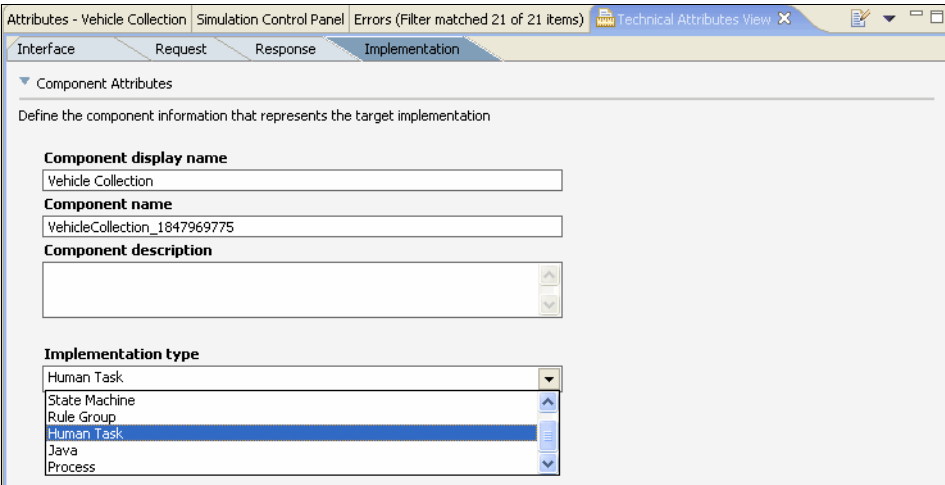 Attributes - Vehicle Collection Simulation Control Panel Errors (Filter matched 21 of 21 items) Technical Attributes View
Interface Request Response Implementation
Component Attributes
Define the component information that represents the target implementation
Component display name
Vehicle Collection
Component name
VehicleCollection_1847969775
Component description
Implementation type
Human Task
State Machine
Rule Group
Human Task
Java
Process